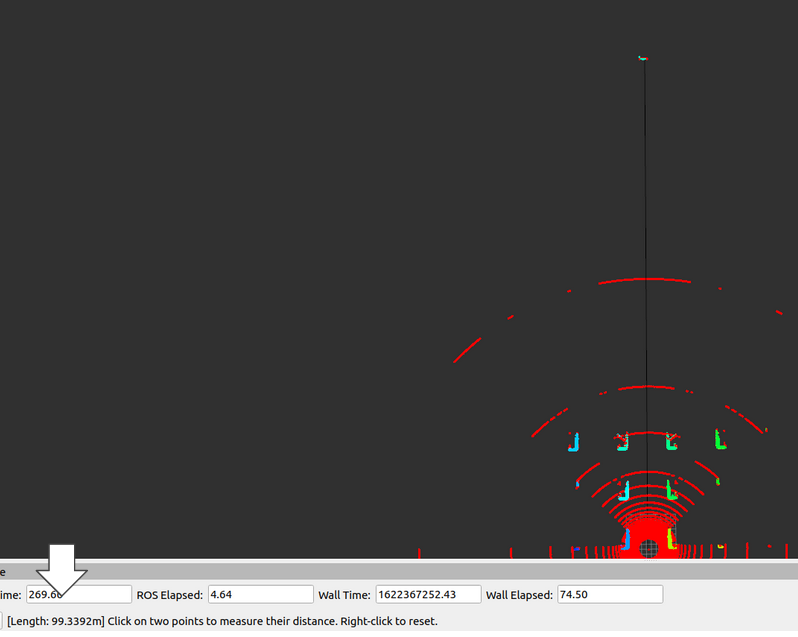 e
ime: 269.6 ROS Elapsed: 4.64 Wall Time: 1622367252.43 Wall Elapsed: 74.50
[Length: 99.3392m] Click on two points to measure their distance. Right-click to reset.